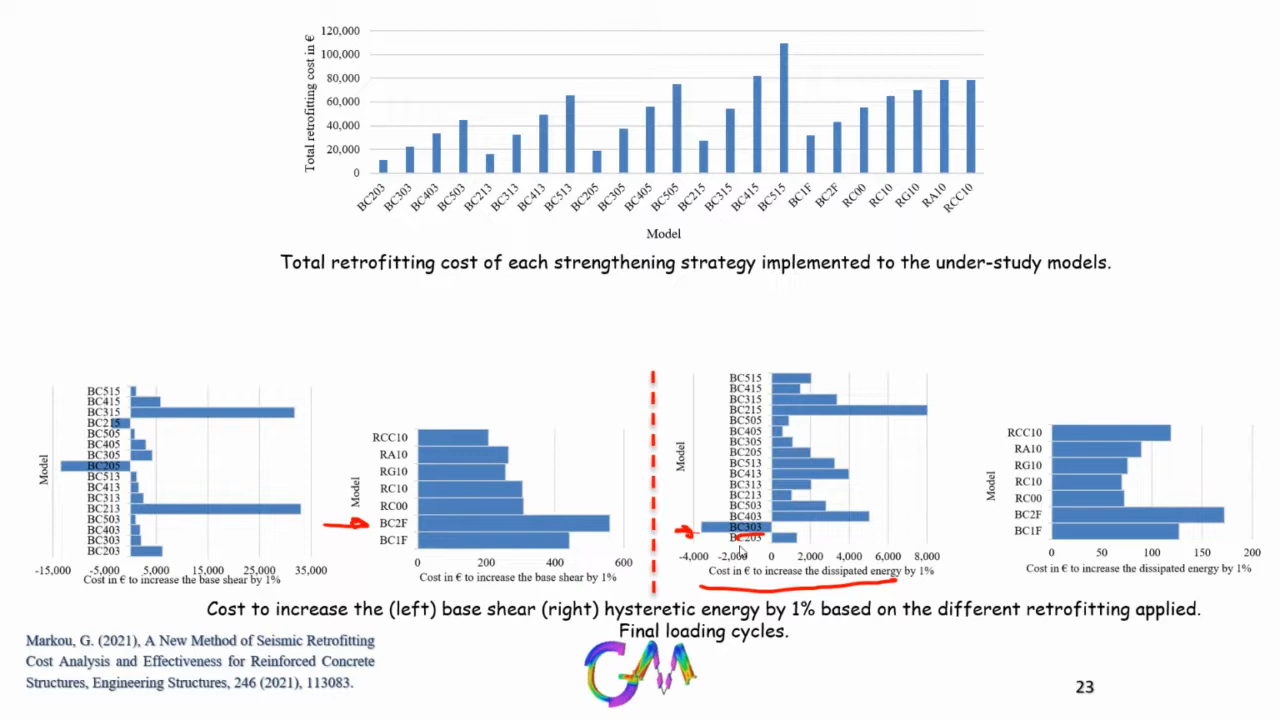 Total retrofitting cost in €
120,000
100,000
80,000
60,000
40,000
20,000
0
BC203
BC303
BC403
BC503
BC213
BC313
BC413
BC513
BC205
BC305
BC405
BC505
BC215
BC315
BC415
BC515
BC1F
BC2F
RC00
RC10
RG10
RA10
RCC10
Model
Total retrofitting cost of each strengthening strategy implemented to the under-study models.
Model
BC515
BC415
BC315
BC215
BC505
BC405
BC305
BC205
BC513
BC413
BC313
BC213
BC503
BC403
BC303
BC203
-15,000 -5,000 5,000 15,000 25,000 35,000
Cost in € to increase the base shear by 1%
Model
RCC10
RA10
RG10
RC10
RC00
BC2F
BC1F
0 200 400 600
Cost in € to increase the base shear by 1%
Model
BC515
BC415
BC315
BC215
BC505
BC405
BC305
BC205
BC513
BC413
BC313
BC213
BC503
BC403
BC303
BC203
-4,000 -2,000 0 2,000 4,000 6,000 8,000
Cost in € to increase the dissipated energy by 1%
Model
RCC10
RA10
RG10
RC10
RC00
BC2F
BC1F
0 50 100 150 200
Cost in € to increase the dissipated energy by 1%
Cost to increase the (left) base shear (right) hysteretic energy by 1% based on the different retrofitting applied.
Final loading cycles.
Markou, G. (2021), A New Method of Seismic Retrofitting
Cost Analysis and Effectiveness for Reinforced Concrete
Structures, Engineering Structures, 246 (2021), 113083.
GM
23